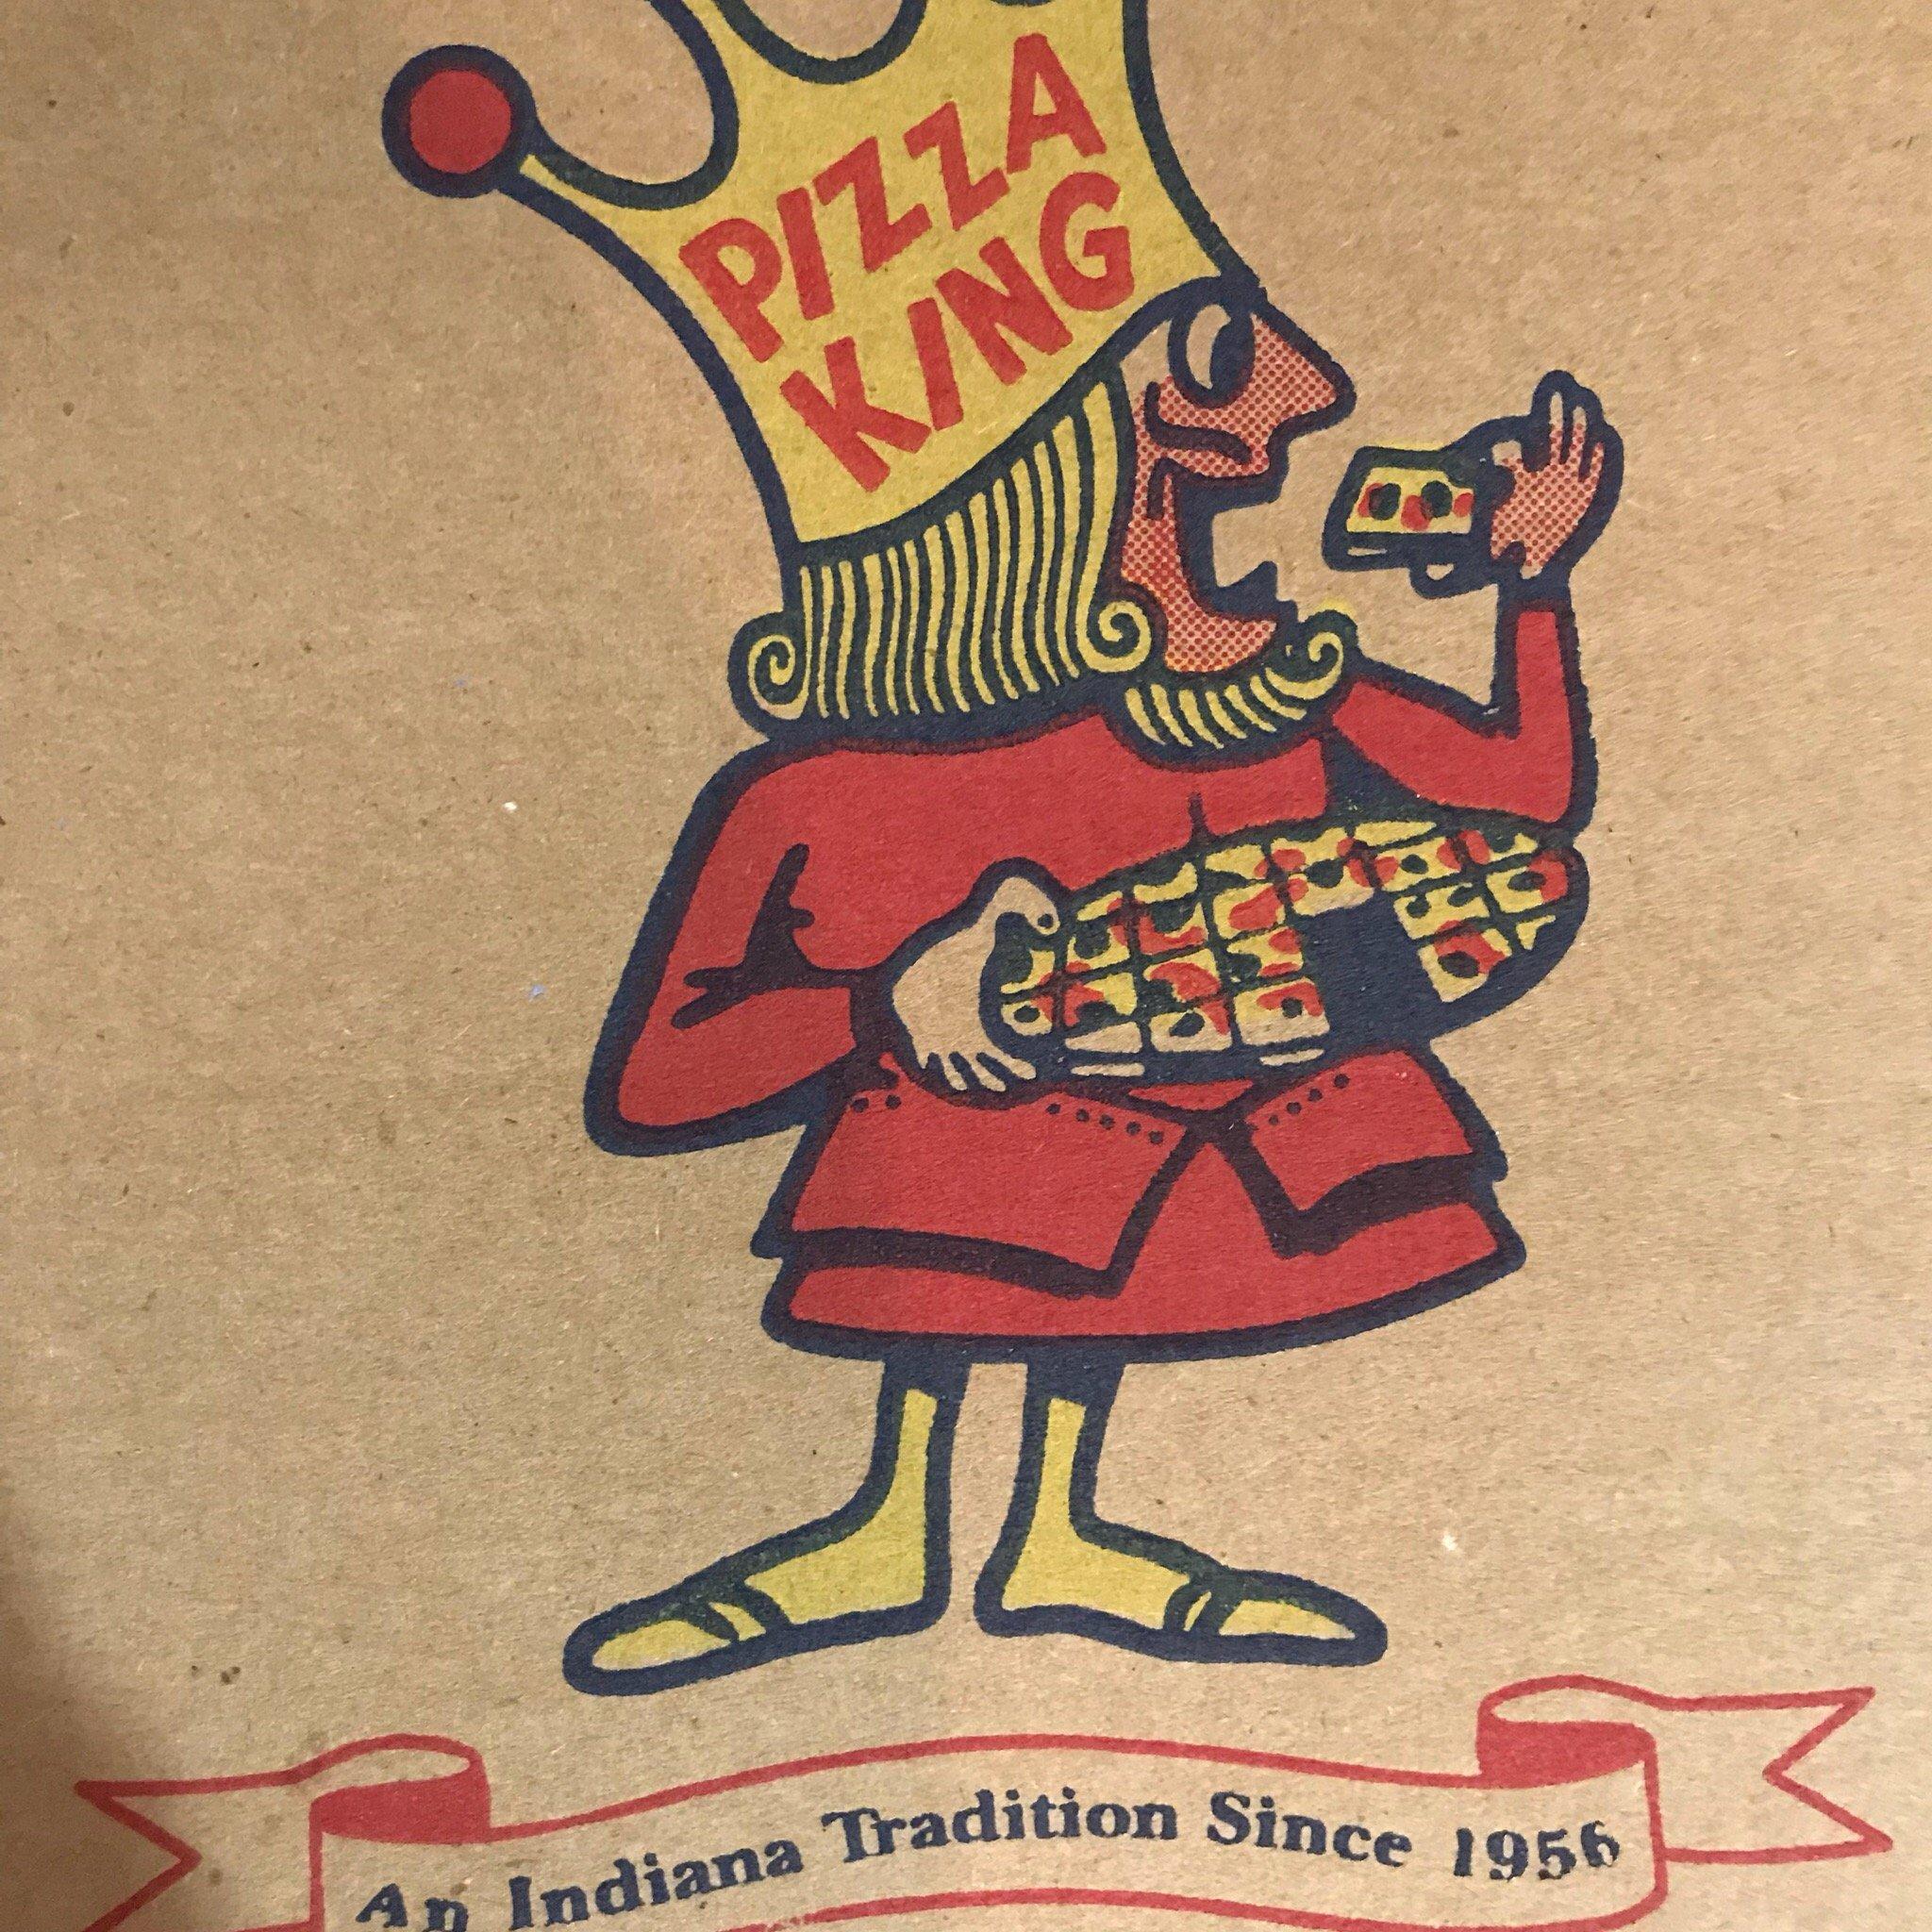 PIZZA
KING
An Indiana Tradition Since 1956